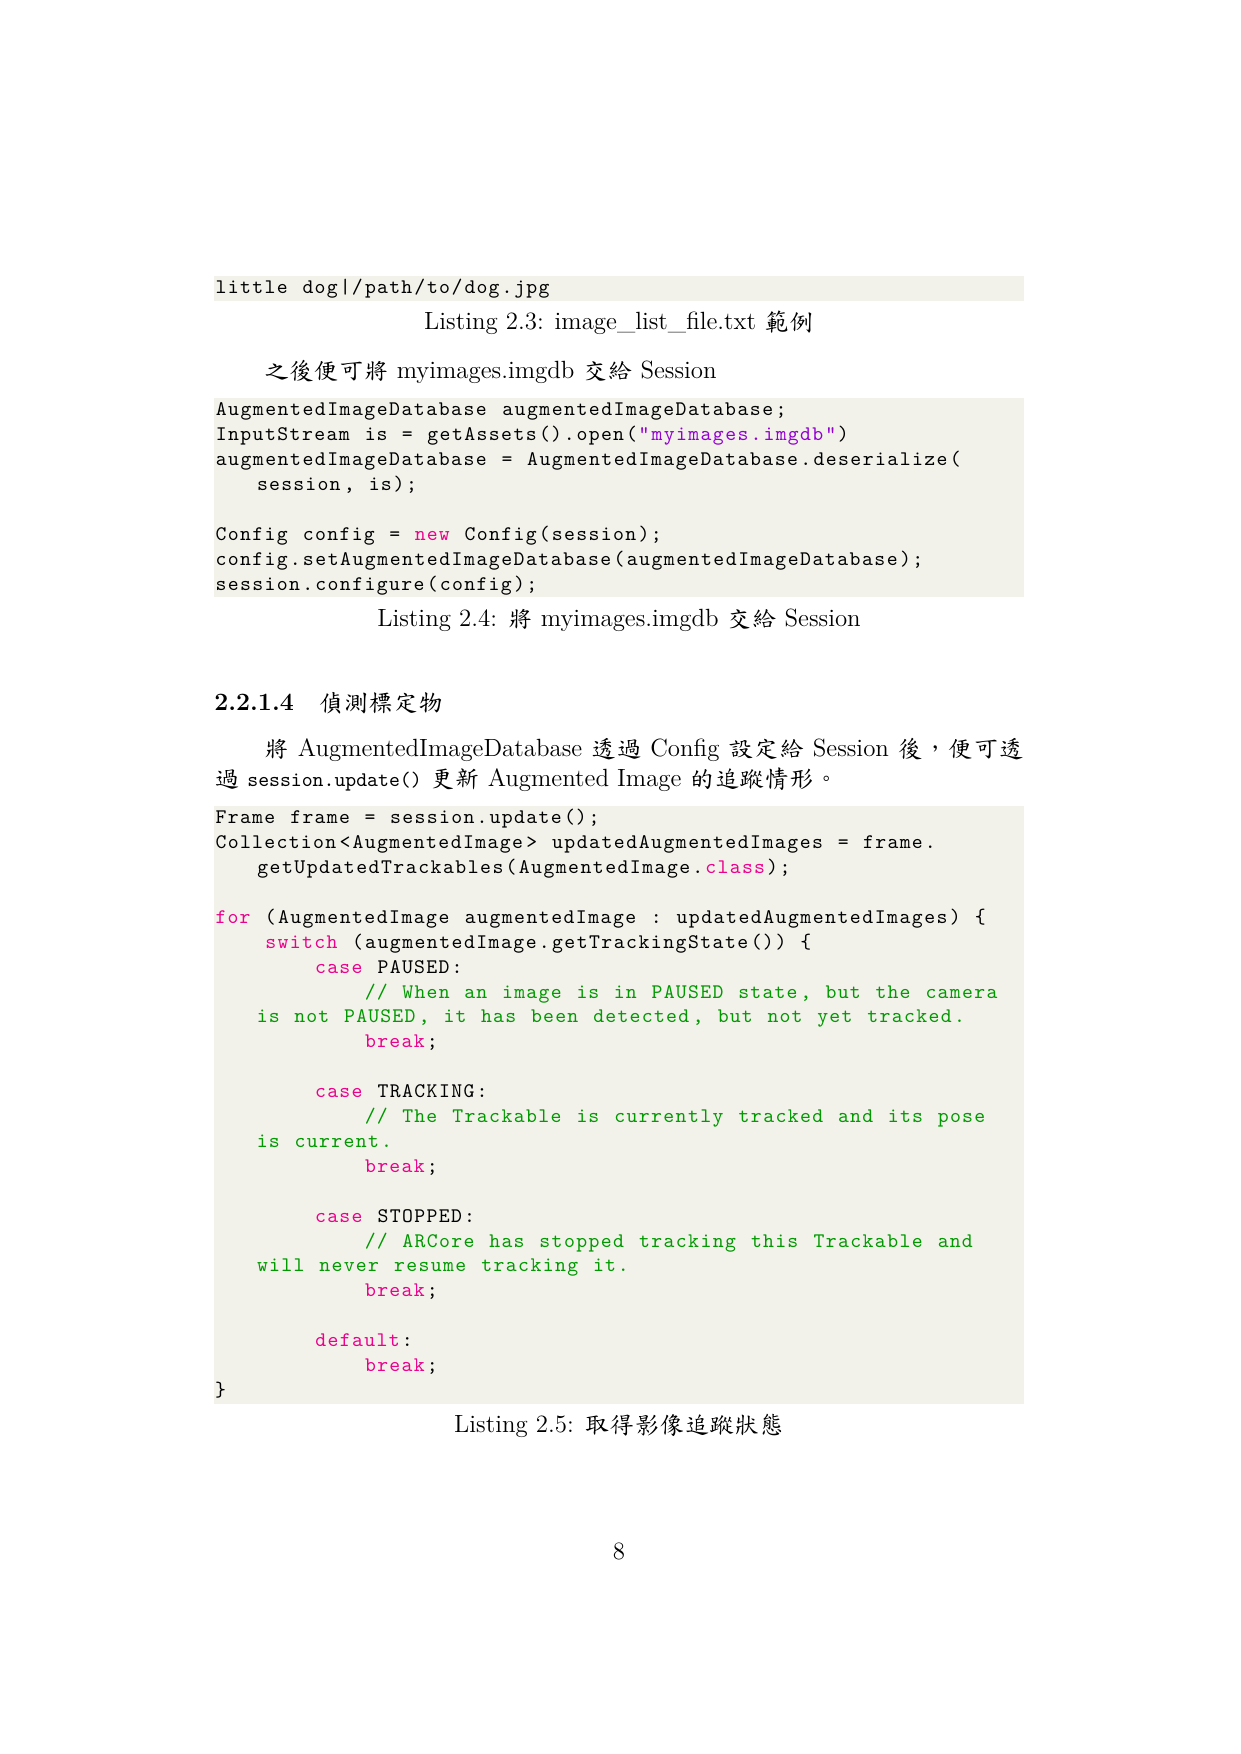 little dog|/path/to/dog.jpg
Listing 2.3: image_list_file.txt 範例
之後便可將 myimages.imgdb 交給 Session
AugmentedImageDatabase augmentedImageDatabase;
InputStream is = getAssets().open("myimages.imgdb")
augmentedImageDatabase = AugmentedImageDatabase.deserialize(
session, is);
Config config = new Config(session);
config.setAugmentedImageDatabase(augmentedImageDatabase);
session.configure(config);
Listing 2.4: 將 myimages.imgdb 交給 Session
2.2.1.4 偵測標定物
將 AugmentedImageDatabase 透過 Config 設定給 Session 後，便可透
過 session.update() 更新 Augmented Image 的追蹤情形。
Frame frame = session.update();
Collection<AugmentedImage> updatedAugmentedImages = frame.
getUpdatedTrackables(AugmentedImage.class);
for (AugmentedImage augmentedImage : updatedAugmentedImages) {
switch (augmentedImage.getTrackingState()) {
case PAUSED:
// When an image is in PAUSED state, but the camera
is not PAUSED, it has been detected, but not yet tracked.
break;
case TRACKING:
// The Trackable is currently tracked and its pose
is current.
break;
case STOPPED:
// ARCore has stopped tracking this Trackable and
will never resume tracking it.
break;
default:
break;
}
Listing 2.5: 取得影像追蹤狀態
8